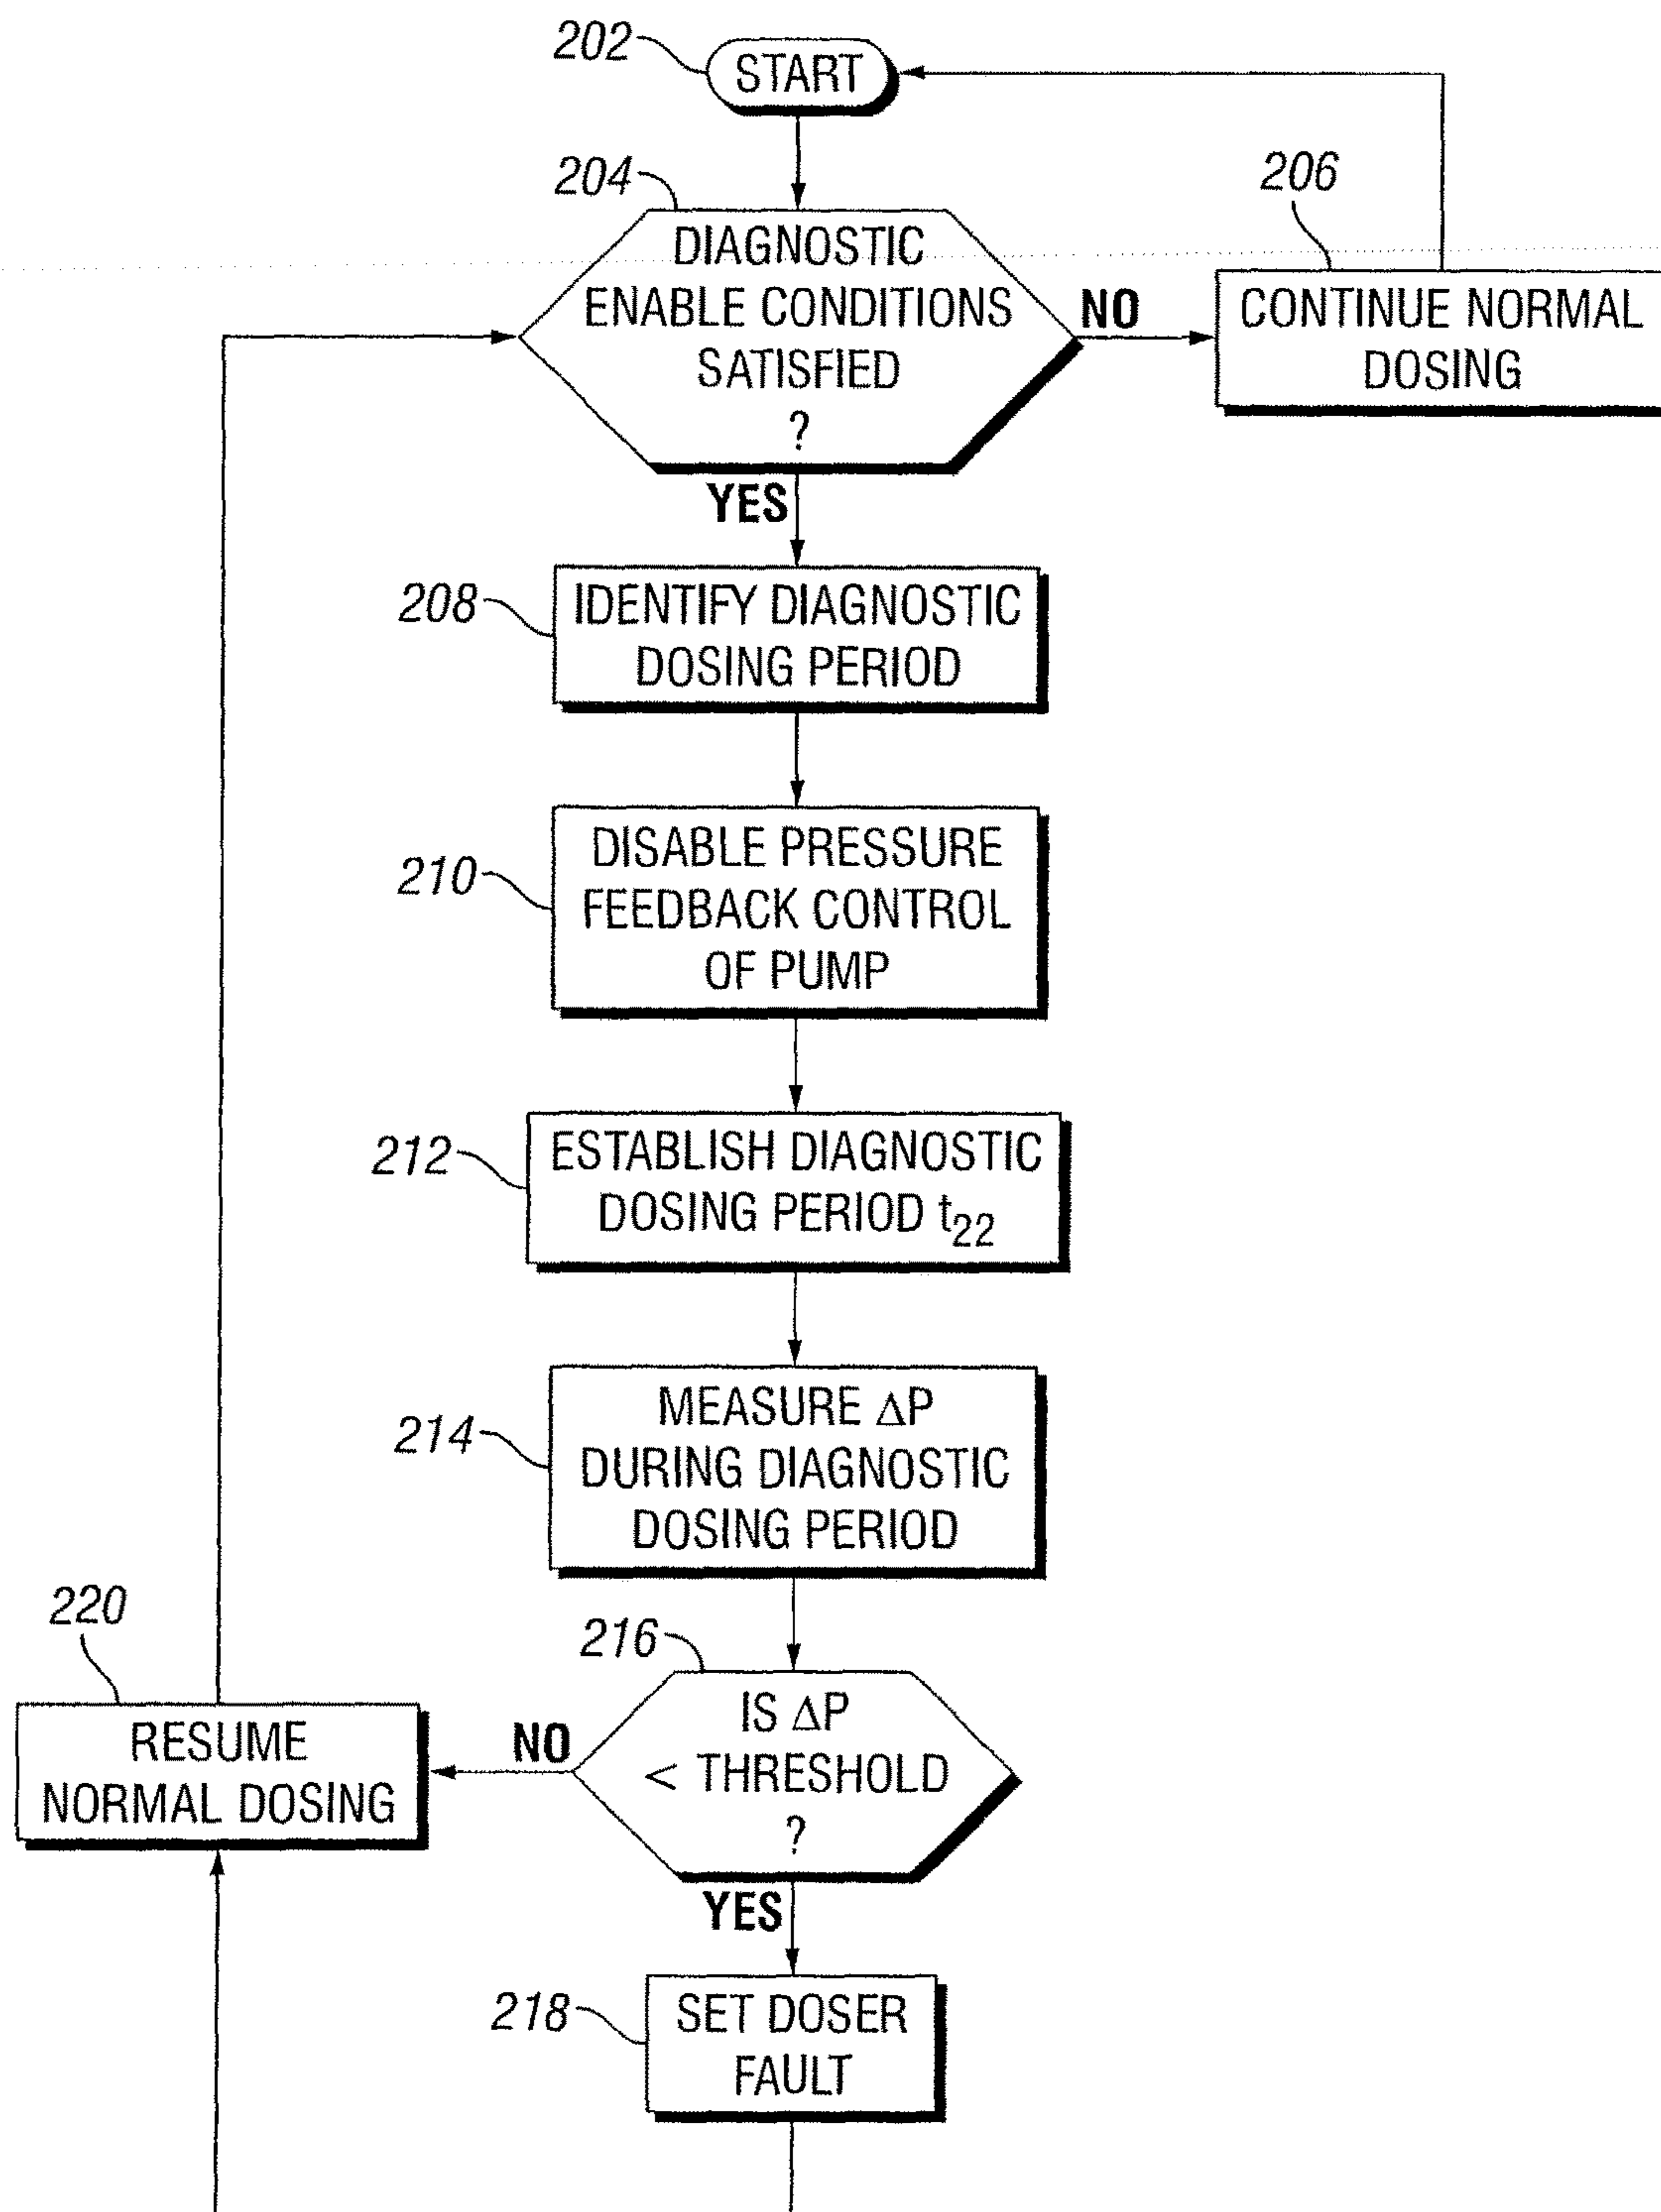 202
START
204
DIAGNOSTIC
ENABLE CONDITIONS
SATISFIED
?
NO
206
CONTINUE NORMAL
DOSING
YES
208
IDENTIFY DIAGNOSTIC
DOSING PERIOD
210
DISABLE PRESSURE
FEEDBACK CONTROL
OF PUMP
212
ESTABLISH DIAGNOSTIC
DOSING PERIOD t22
214
MEASURE ΔP
DURING DIAGNOSTIC
DOSING PERIOD
216
IS ΔP
< THRESHOLD
?
NO
220
RESUME
NORMAL DOSING
YES
218
SET DOSER
FAULT